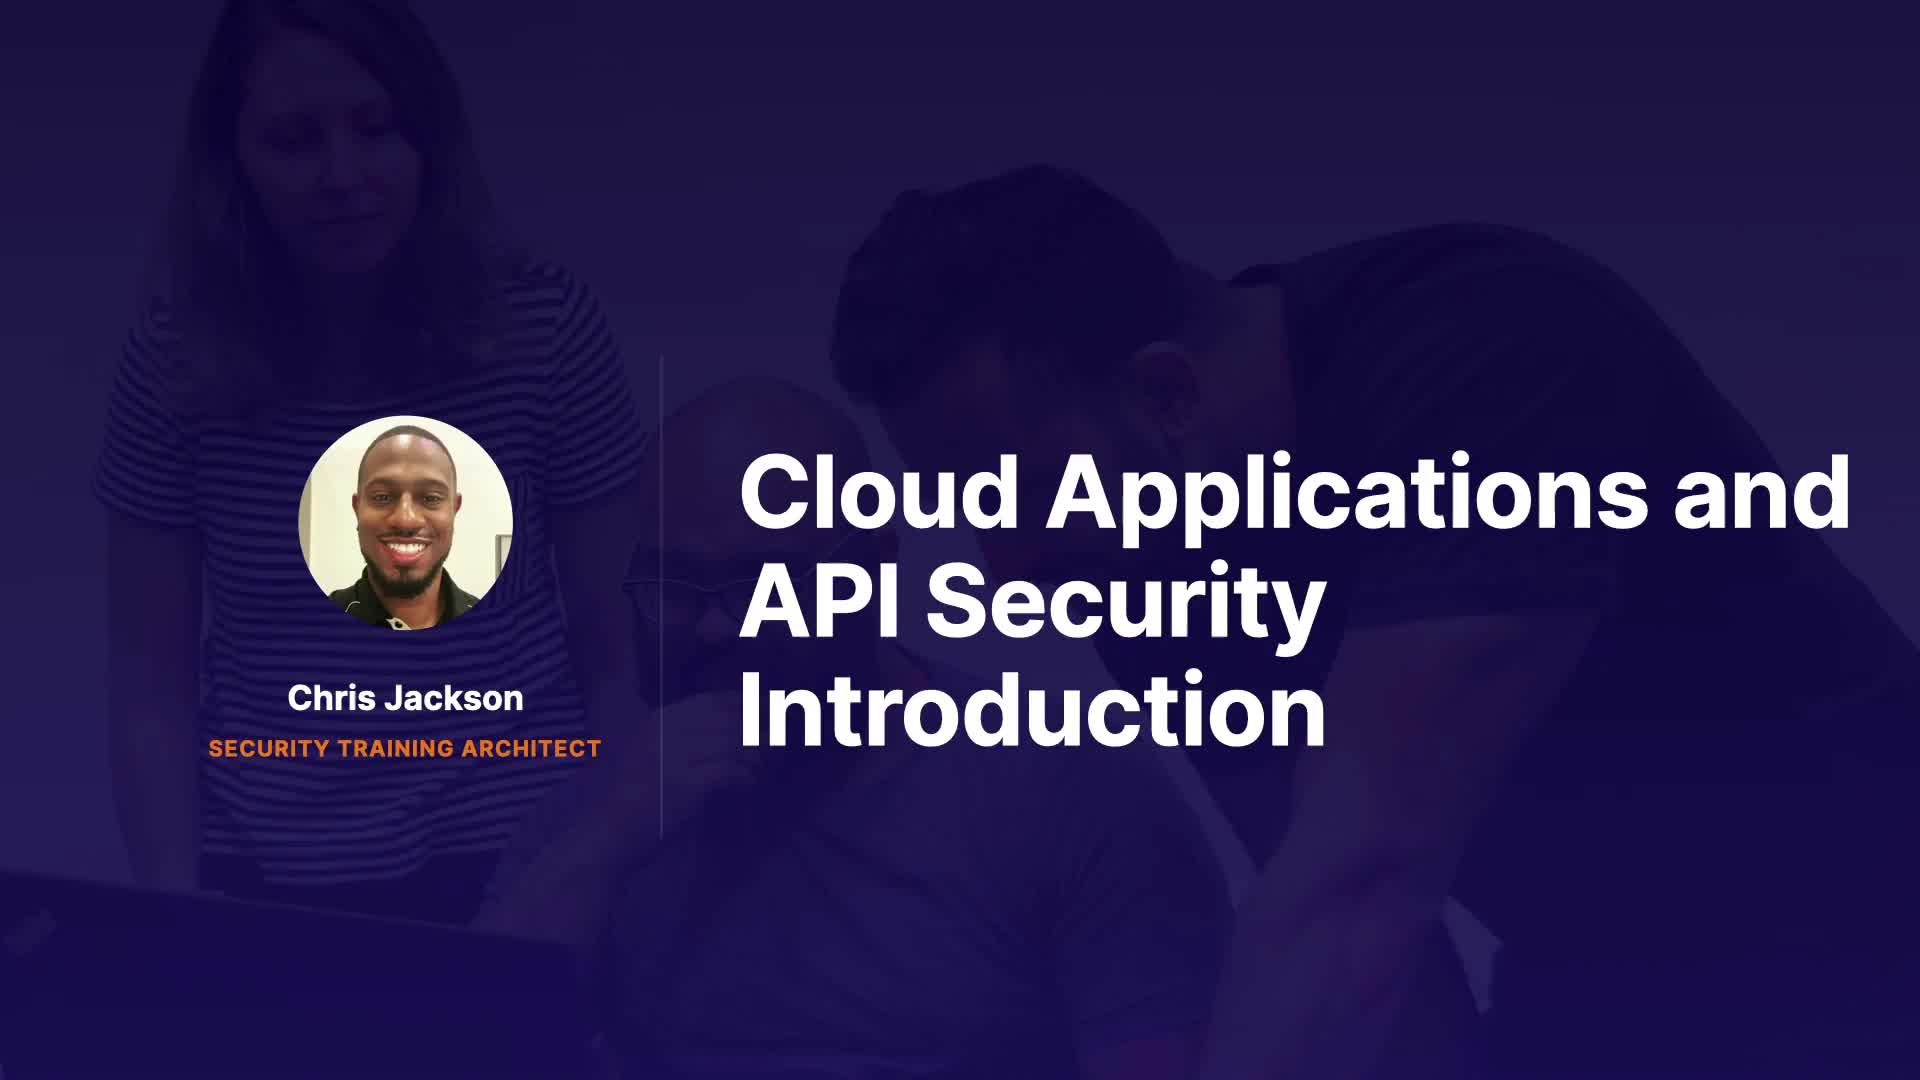 Chris Jackson
SECURITY TRAINING ARCHITECT
Cloud Applications and
API Security
Introduction